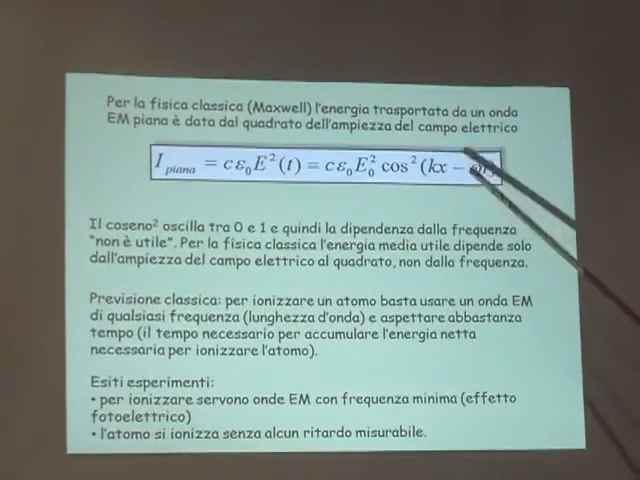 Per la fisica classica (Maxwell) l'energia trasportata da un onda
EM piana è data dal quadrato dell'ampiezza del campo elettrico
I piana = cε₀E²(t) = cε₀E₀² cos²(kx −
Il coseno² oscilla tra 0 e 1 e quindi la dipendenza dalla frequenza
"non è utile". Per la fisica classica l'energia media utile dipende solo
dall'ampiezza del campo elettrico al quadrato, non dalla frequenza.
Previsione classica: per ionizzare un atomo basta usare un onda EM
di qualsiasi frequenza (lunghezza d'onda) e aspettare abbastanza
tempo (il tempo necessario per accumulare l'energia netta
necessaria per ionizzare l'atomo).
Esiti esperimenti:
• per ionizzare servono onde EM con frequenza minima (effetto
fotoelettrico)
• l'atomo si ionizza senza alcun ritardo misurabile.